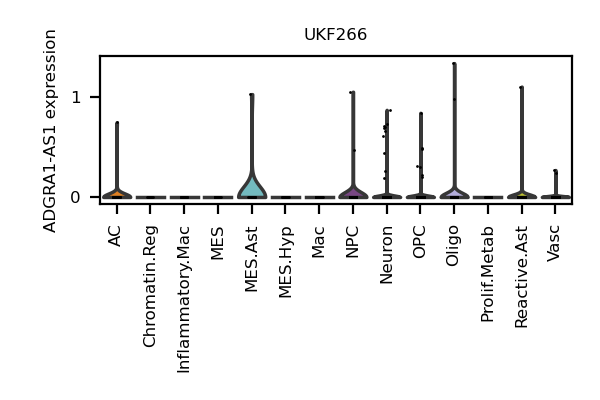 UKF266
ADGRA1-AS1 expression
1
0
AC
Chromatin.Reg
Inflammatory.Mac
MES
MES.Ast
MES.Hyp
Mac
NPC
Neuron
OPC
Oligo
Prolif.Metab
Reactive.Ast
Vasc